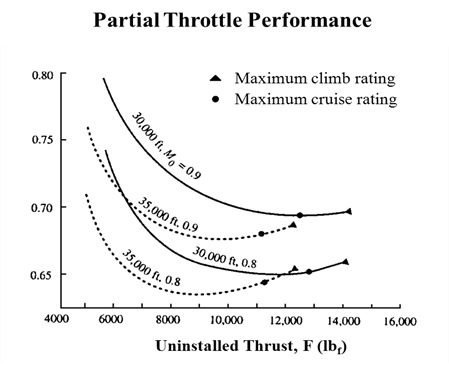 Partial Throttle Performance
0.80
Maximum climb rating
Maximum cruise rating
30,000 ft, M₀ = 0.9
0.75
35,000 ft, 0.9
0.70
30,000 ft, 0.8
35,000 ft, 0.8
0.65
4000 6000 8000 10,000 12,000 14,000 16,000
Uninstalled Thrust, F (lbf)